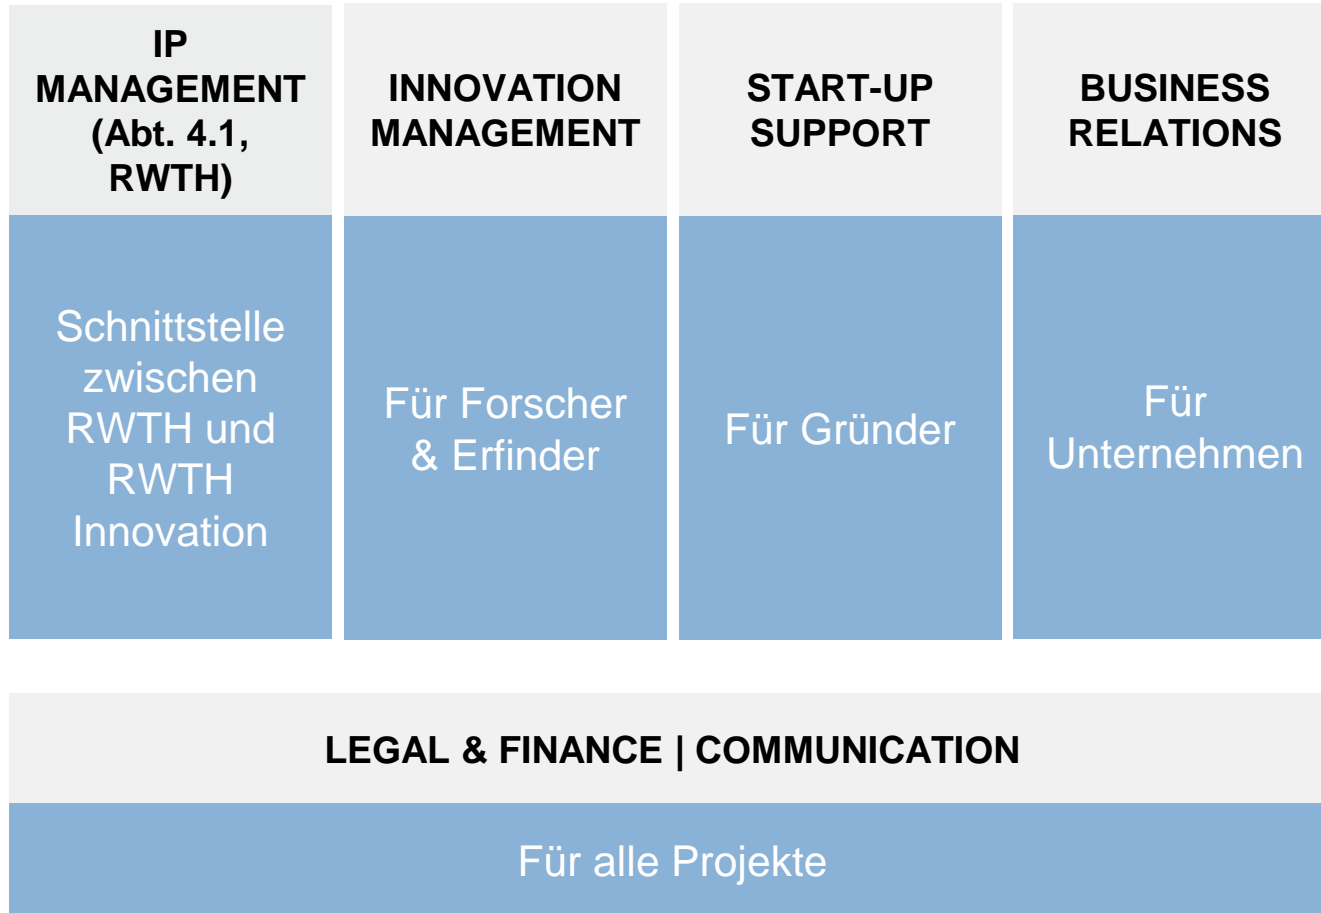 IP
MANAGEMENT
(Abt. 4.1,
RWTH)
INNOVATION
MANAGEMENT
START-UP
SUPPORT
BUSINESS
RELATIONS
Schnittstelle
zwischen
RWTH und
RWTH
Innovation
Für Forscher
& Erfinder
Für Gründer
Für
Unternehmen
LEGAL & FINANCE | COMMUNICATION
Für alle Projekte